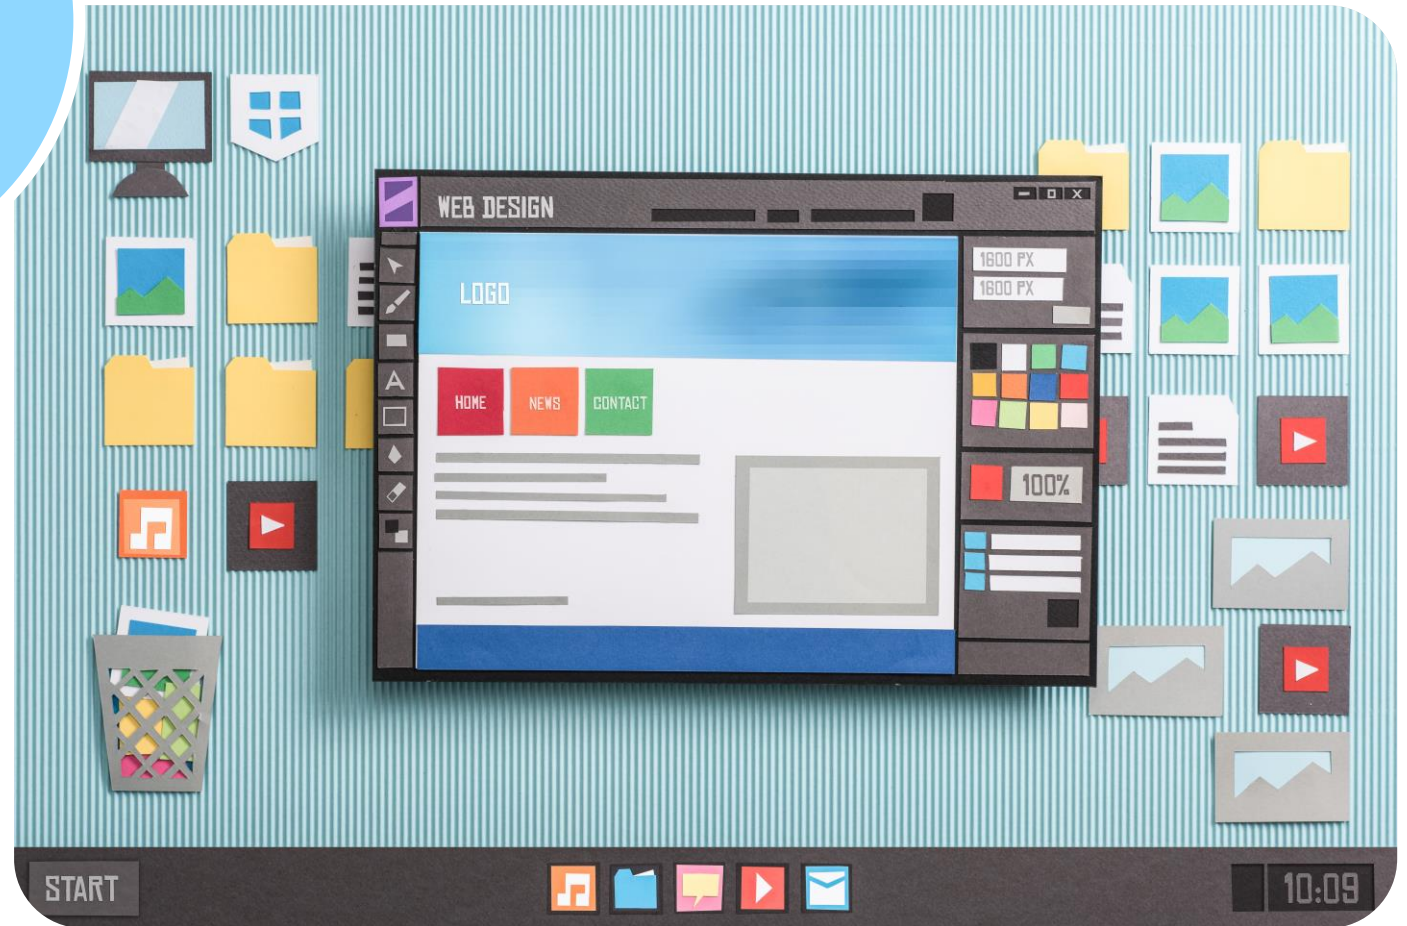 WEB DESIGN
LOGO
HOME
NEWS
CONTACT
1600 PX
1600 PX
100%
START
10:09